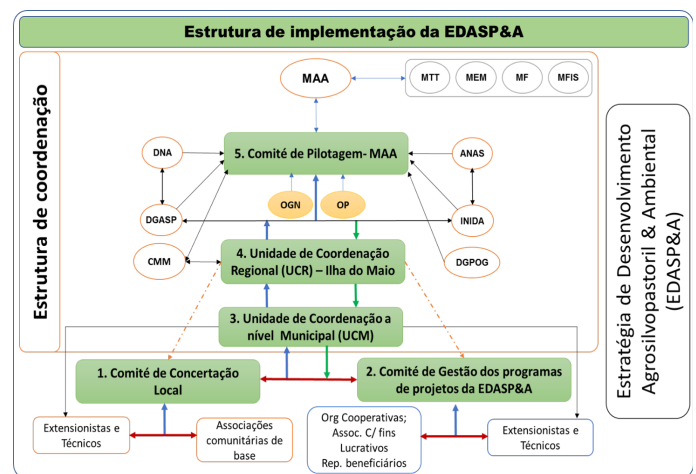 Estrutura de implementação da EDASP&A
Estrutura de coordenação
MAA
MTT
MEM
MF
MFIS
DNA
5. Comité de Pilotagem- MAA
ANAS
OGN
OP
DGASP
INIDA
CMM
4. Unidade de Coordenação
Regional (UCR) – Ilha do Maio
DGPOG
3. Unidade de Coordenação a
nível Municipal (UCM)
1. Comité de Concertação
Local
2. Comité de Gestão dos programas
de projetos da EDASP&A
Extensionistas e
Técnicos
Associações
comunitárias de
base
Org Cooperativas;
Assoc. C/ fins
Lucrativos
Rep. beneficiários
Extensionistas e
Técnicos
Estratégia de Desenvolvimento
Agrosilvopastoril & Ambiental
(EDASP&A)